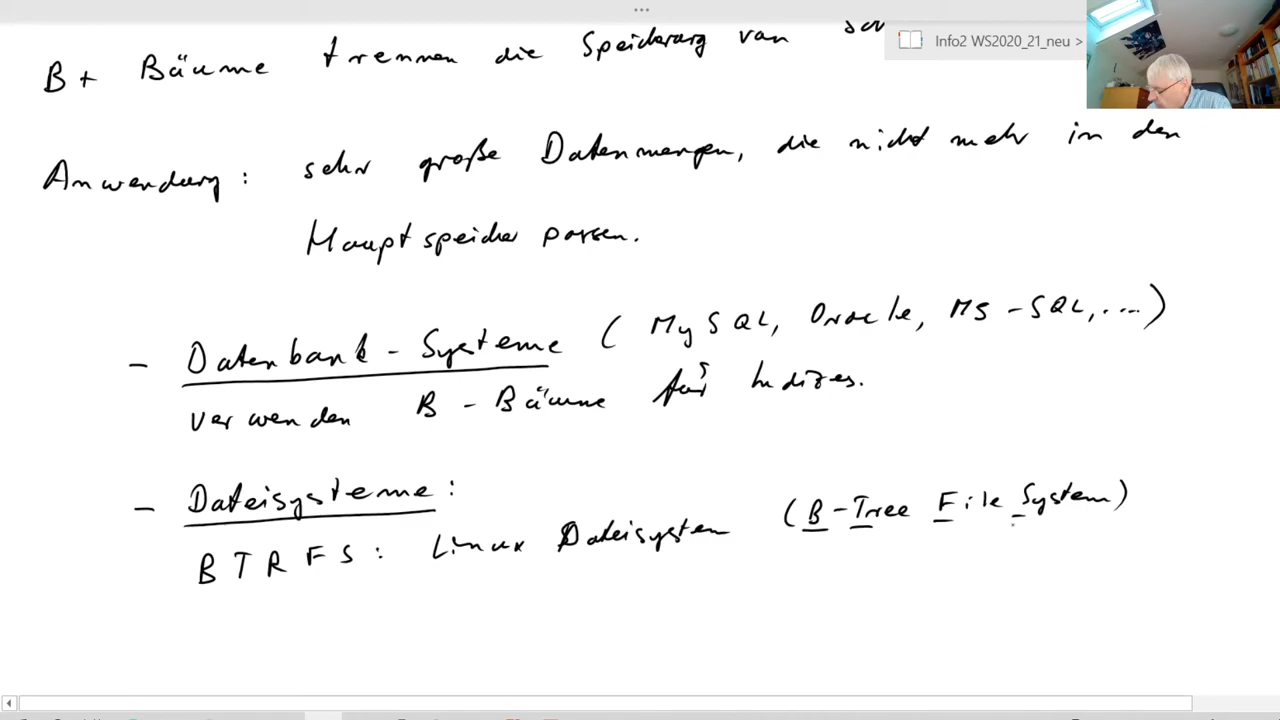 B+ Bäume trennen die Speicherung von
Info2 WS2020_21_neu >
Anwendung: sehr große Datenmengen, die nicht mehr in den
Hauptspeicher passen.
- Datenbank-Systeme (MySQL, Oracle, MS-SQL,....)
verwenden B-Bäume für Indizes.
- Dateisysteme:
BTRFS: Linux Dateisystem (B-Tree File System)